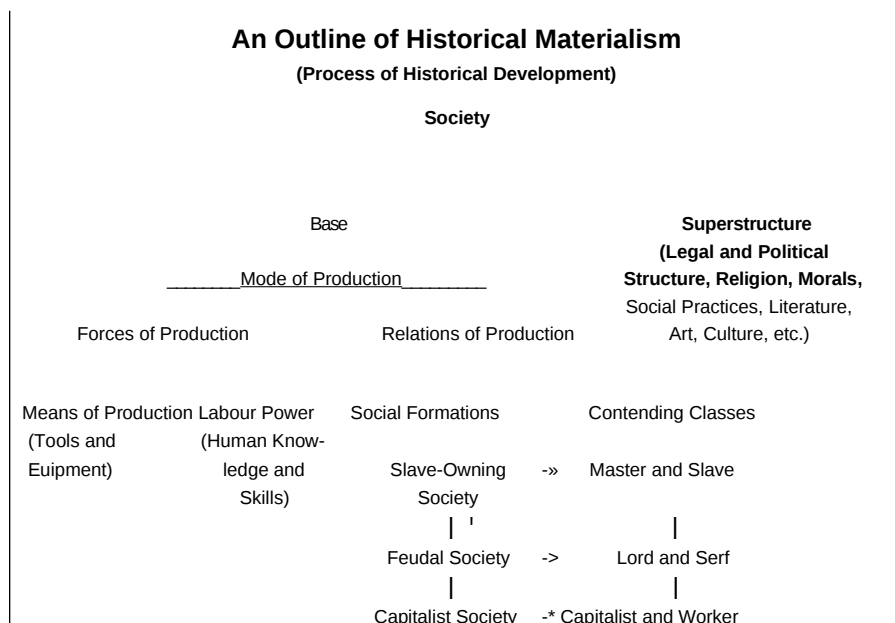 An Outline of Historical Materialism
(Process of Historical Development)
Society
Base
Superstructure
(Legal and Political
________Mode of Production_________
Structure, Religion, Morals,
Social Practices, Literature,
Forces of Production
Relations of Production
Art, Culture, etc.)
Means of Production Labour Power
Social Formations
Contending Classes
(Tools and
(Human Know-
Euipment)
ledge and
Slave-Owning
-»
Master and Slave
Skills)
Society
| '
|
Feudal Society
->
Lord and Serf
|
|
Capitalist Society
-* Capitalist and Worker